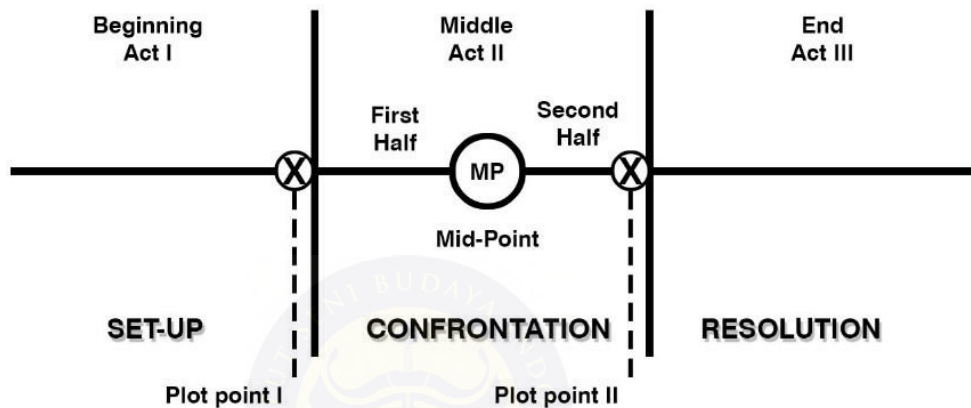 Beginning
Act I
Middle
Act II
End
Act III
First
Half
Second
Half
X
MP
X
Mid-Point
SET-UP
CONFRONTATION
RESOLUTION
Plot point I
Plot point II